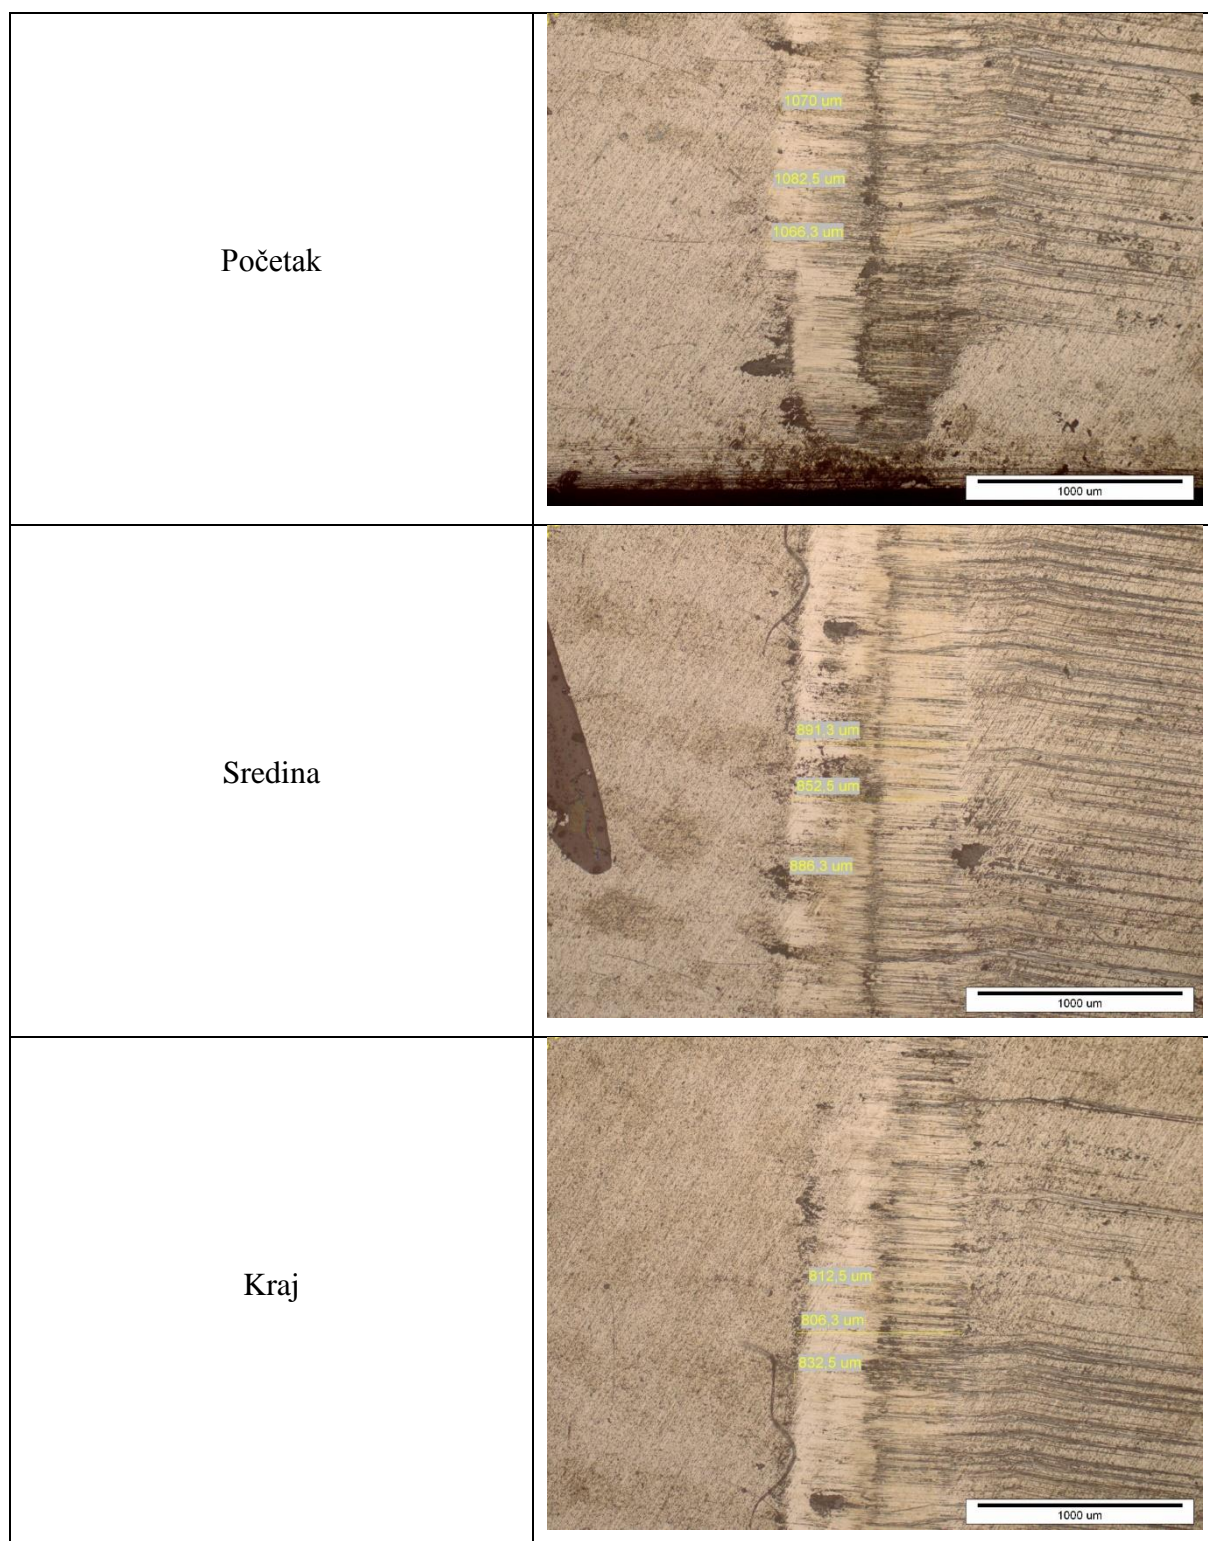 Početak
1070 um
1082,5 um
1066,3 um
1000 um
Sredina
891,3 um
852,5 um
886,3 um
1000 um
Kraj
812,5 um
806,3 um
832,5 um
1000 um